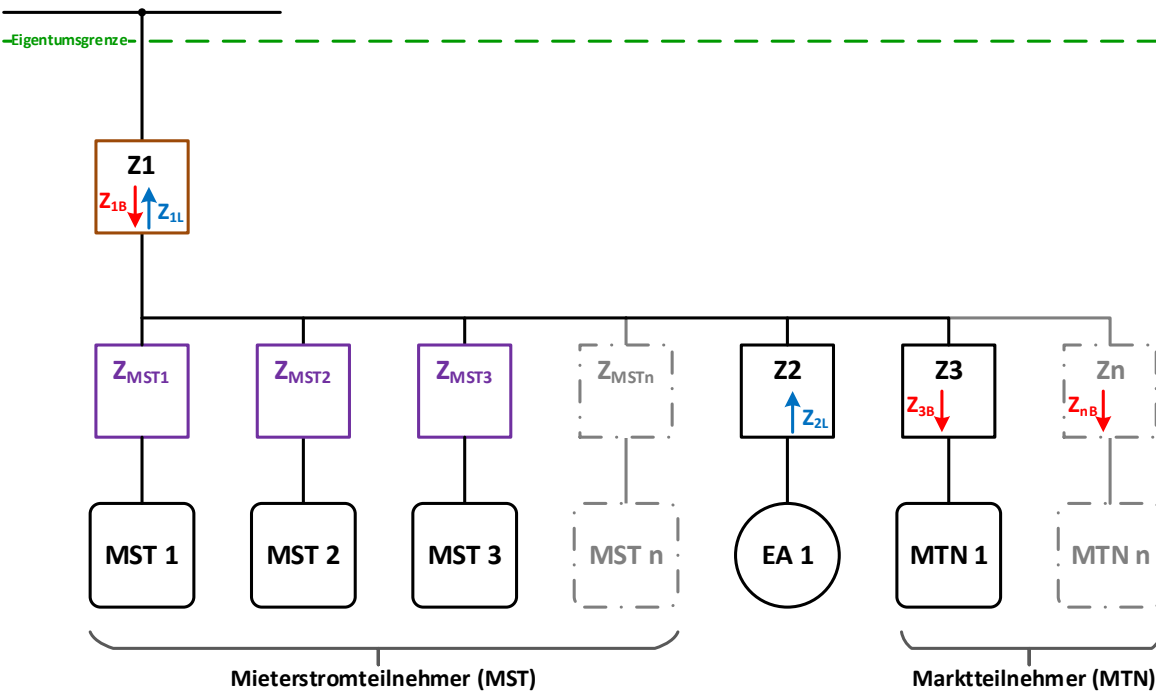 Eigentumsgrenze
Z1
Z1B Z1L
ZMST1 ZMST2 ZMST3 ZMSTn Z2 Z3 Zn
Z2L Z3B ZnB
MST 1 MST 2 MST 3 MST n EA 1 MTN 1 MTN n
Mieterstromteilnehmer (MST) Marktteilnehmer (MTN)